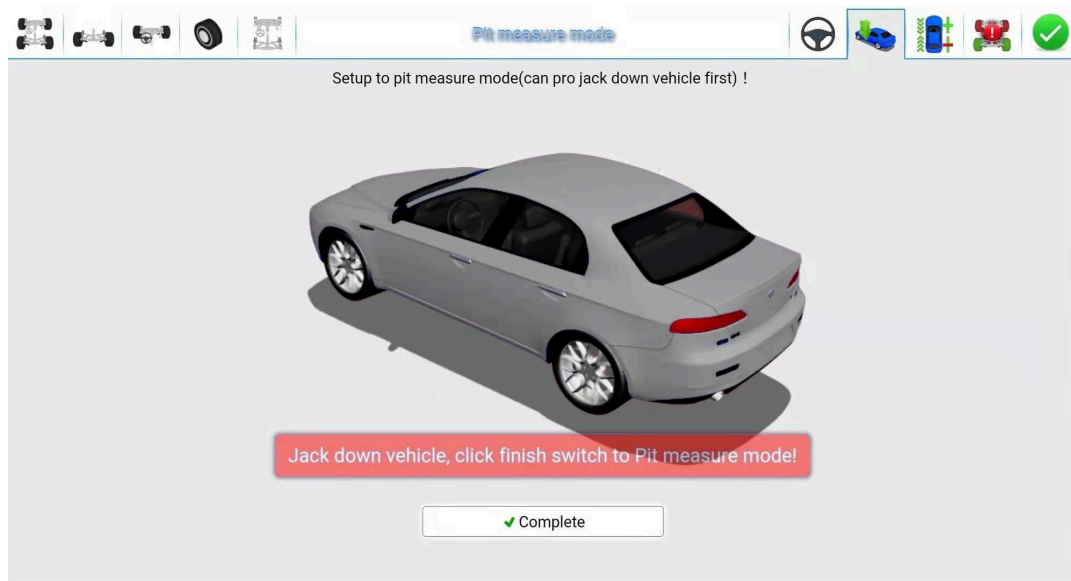 Pit measure mode
Setup to pit measure mode(can pro jack down vehicle first) !
Jack down vehicle, click finish switch to Pit measure mode!
Complete